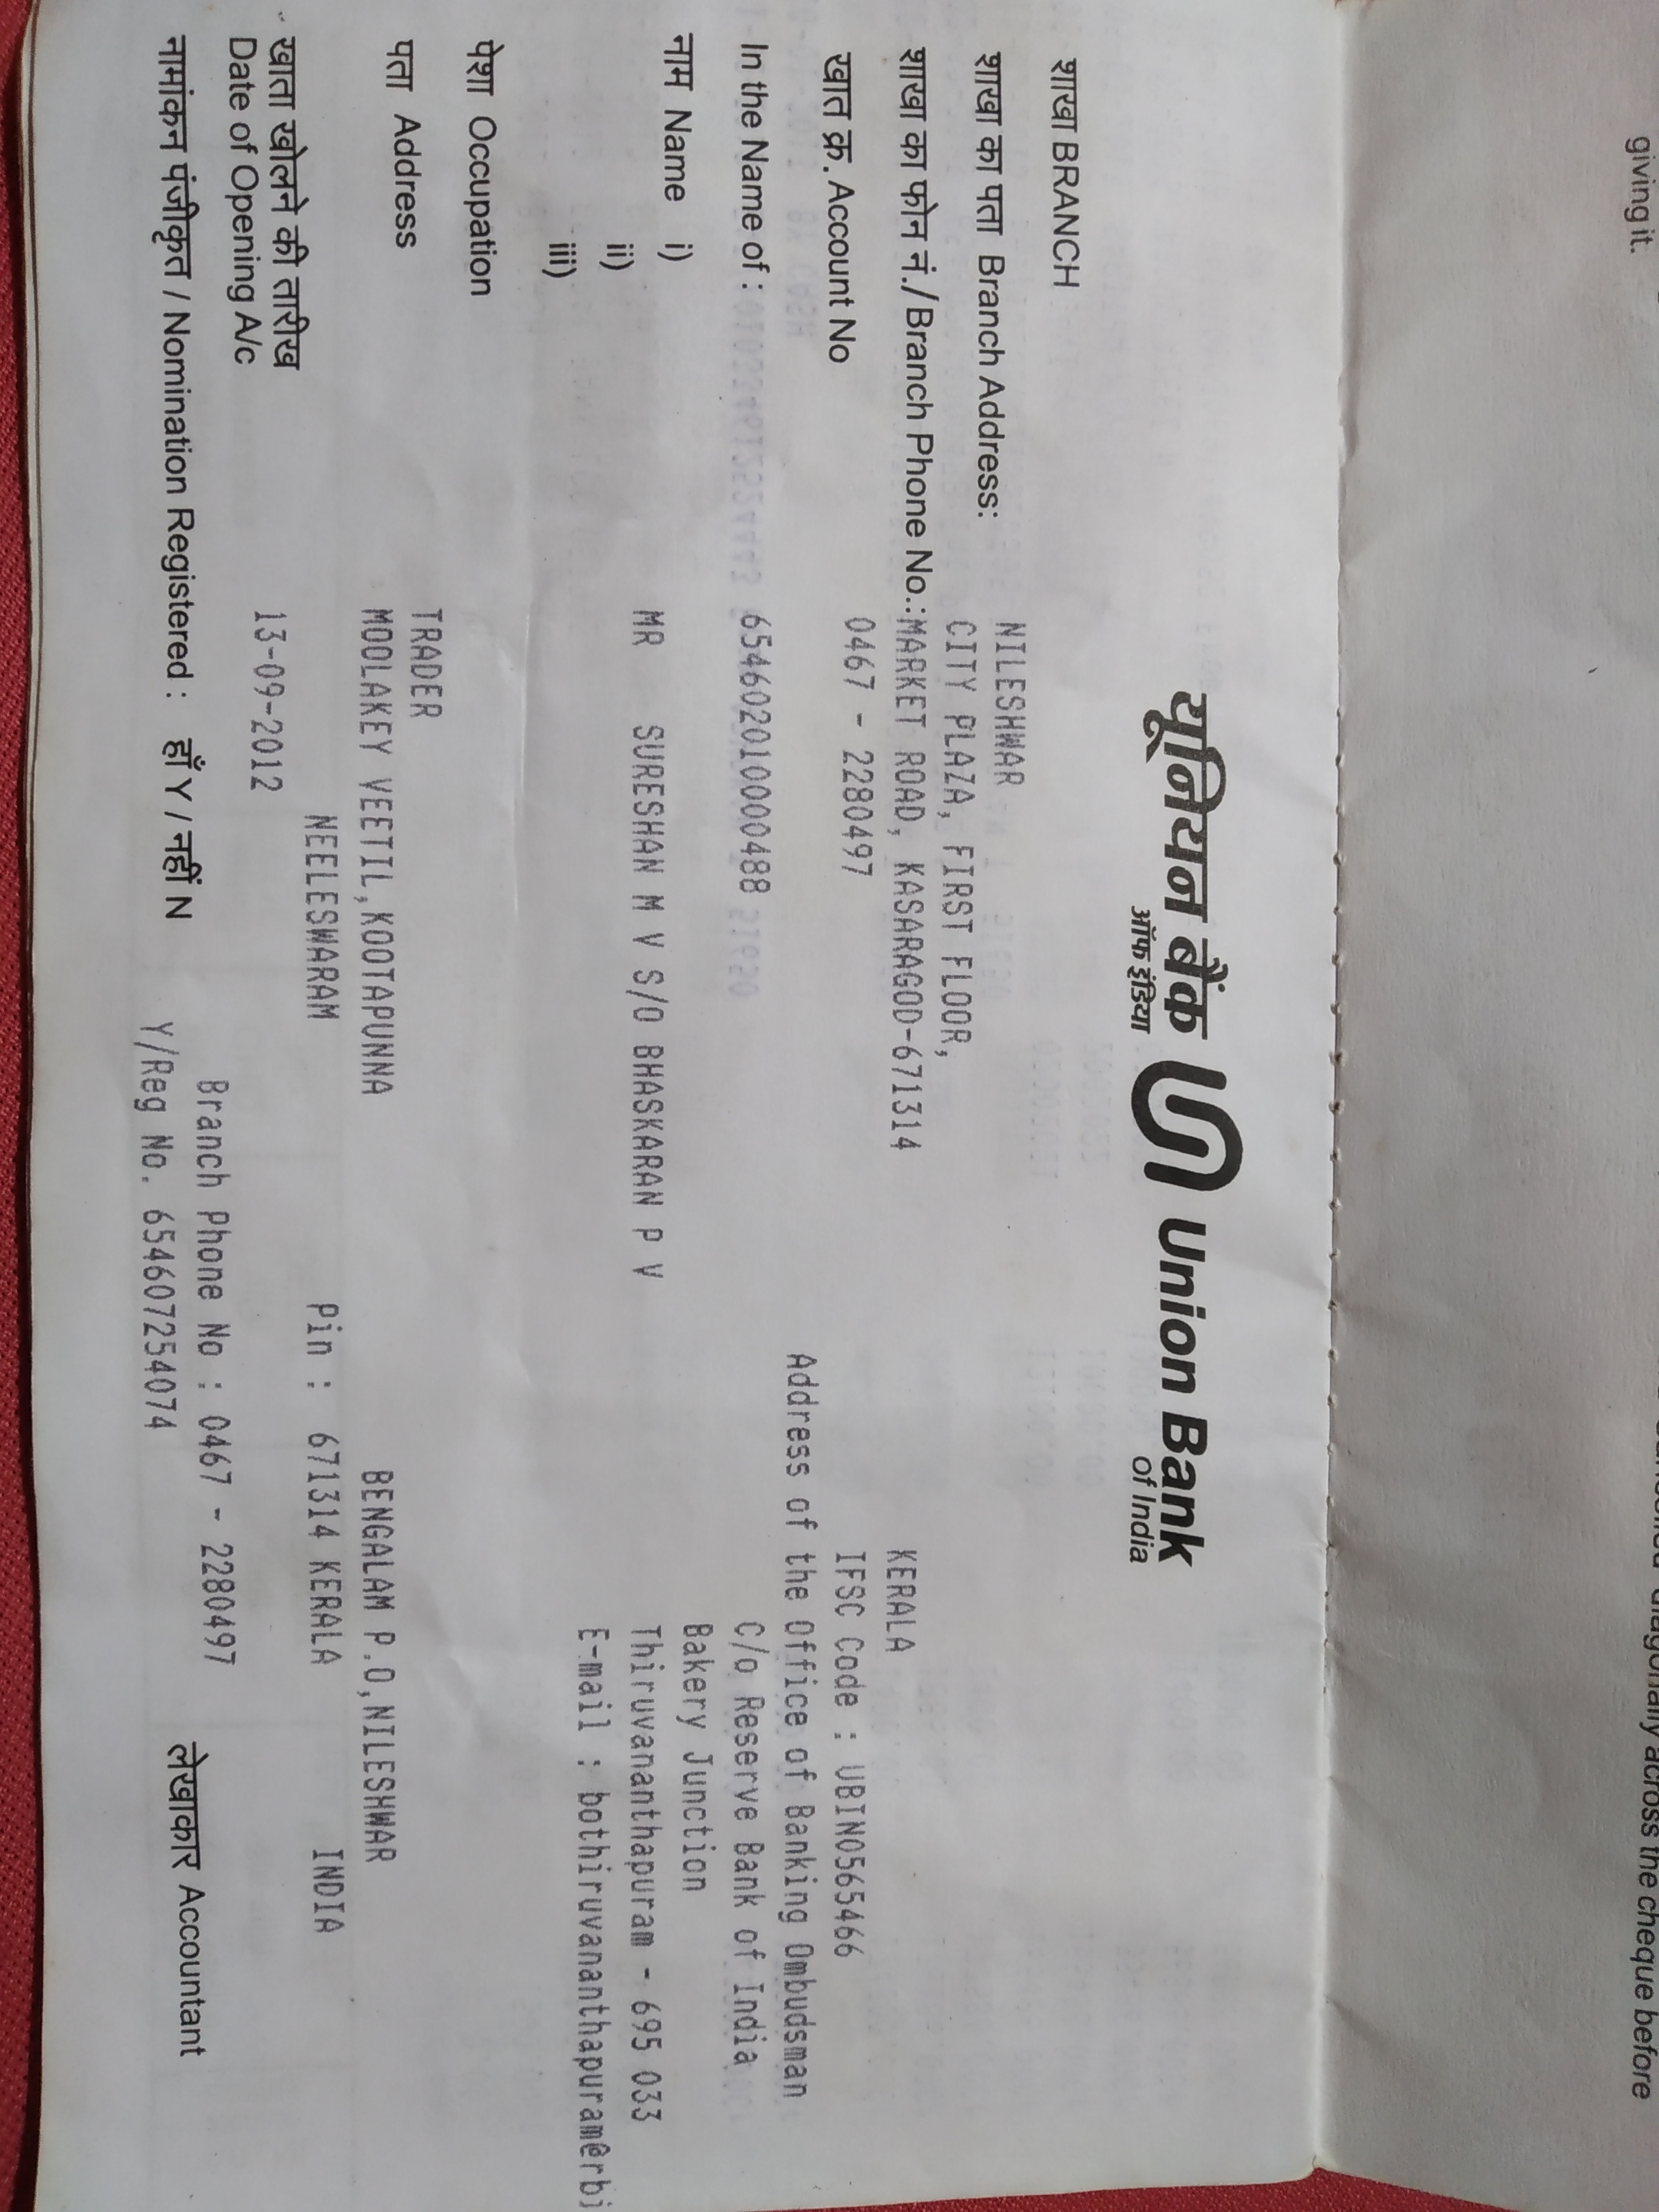 giving it.
diagonally across the cheque before
यूनियन बैंक Union Bank
ऑफ इंडिया of India
शाखा BRANCH
NILESHWAR
शाखा का पता Branch Address:
CITY PLAZA, FIRST FLOOR,
शाखा का फोन नं./ Branch Phone No.:MARKET ROAD, KASARAGOD-671314 KERALA
0467 - 2280497 IFSC Code : UBIN0565466
खात क्र. Account No
Address of the Office of Banking Ombudsman
In the Name of : 654602010000488 C/o Reserve Bank of India
Bakery Junction
नाम Name i) MR SURESHAN M V S/O BHASKARAN P V Thiruvananthapuram - 695 033
ii) E-mail : bothiruvananthapuram@rbi
iii)
पेशा Occupation
TRADER
पता Address MOOLAKEY VEETIL,KOOTAPUNNA BENGALAM P.O,NILESHWAR
NEELESWARAM Pin : 671314 KERALA INDIA
खाता खोलने की तारीख
Date of Opening A/c 13-09-2012
Branch Phone No : 0467 - 2280497
नामांकन पंजीकृत / Nomination Registered : हाँ Y / नहीं N Y/Reg No. 654607254074 लेखाकार Accountant